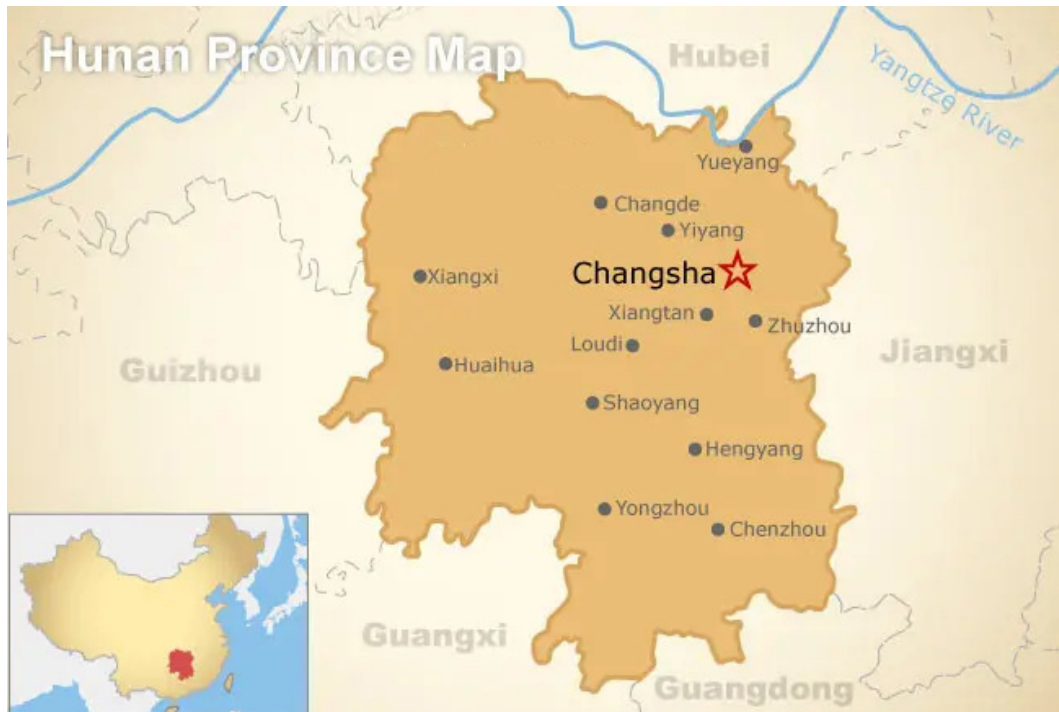 Hunan Province Map
Hubei
Yangtze River
Yueyang
Changde
Yiyang
Changsha
Xiangxi
Xiangtan
Zhuzhou
Loudi
Jiangxi
Guizhou
Huaihua
Shaoyang
Hengyang
Yongzhou
Chenzhou
Guangxi
Guangdong